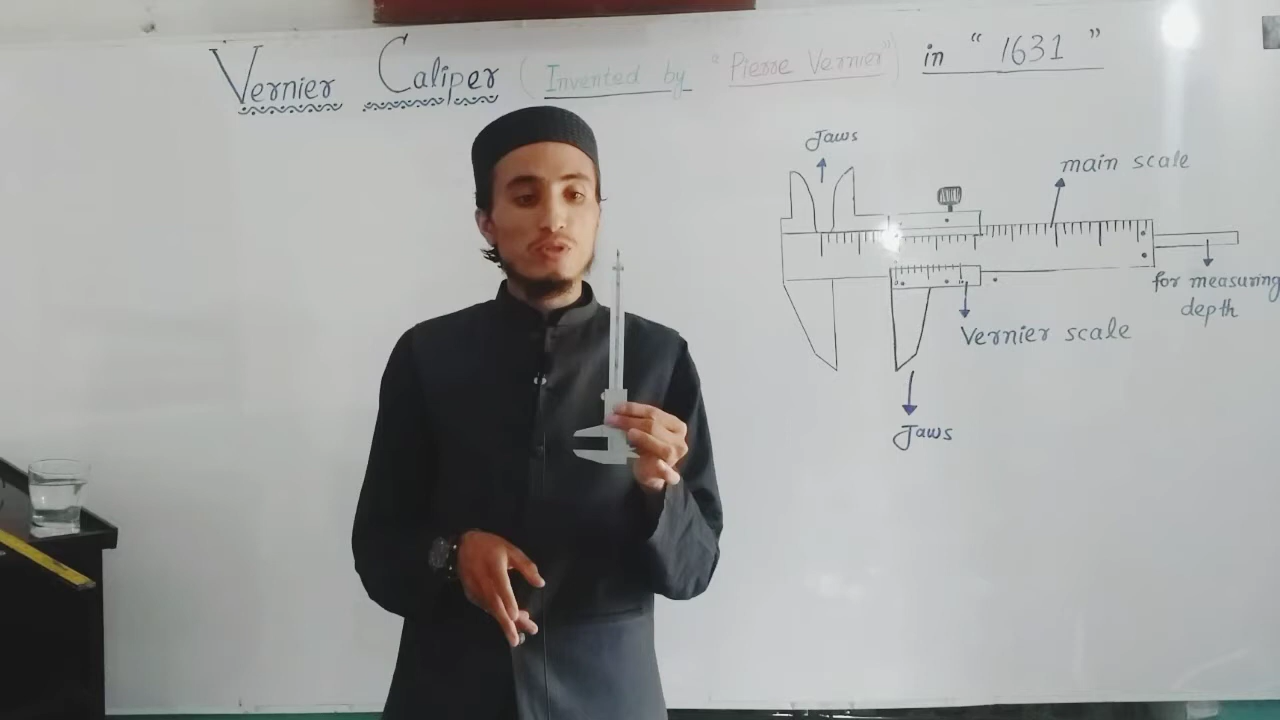 Vernier Caliper ( Invented by "Pierre Vernier") in "1631"
Jaws
main scale
for measuring
depth
Vernier scale
Jaws